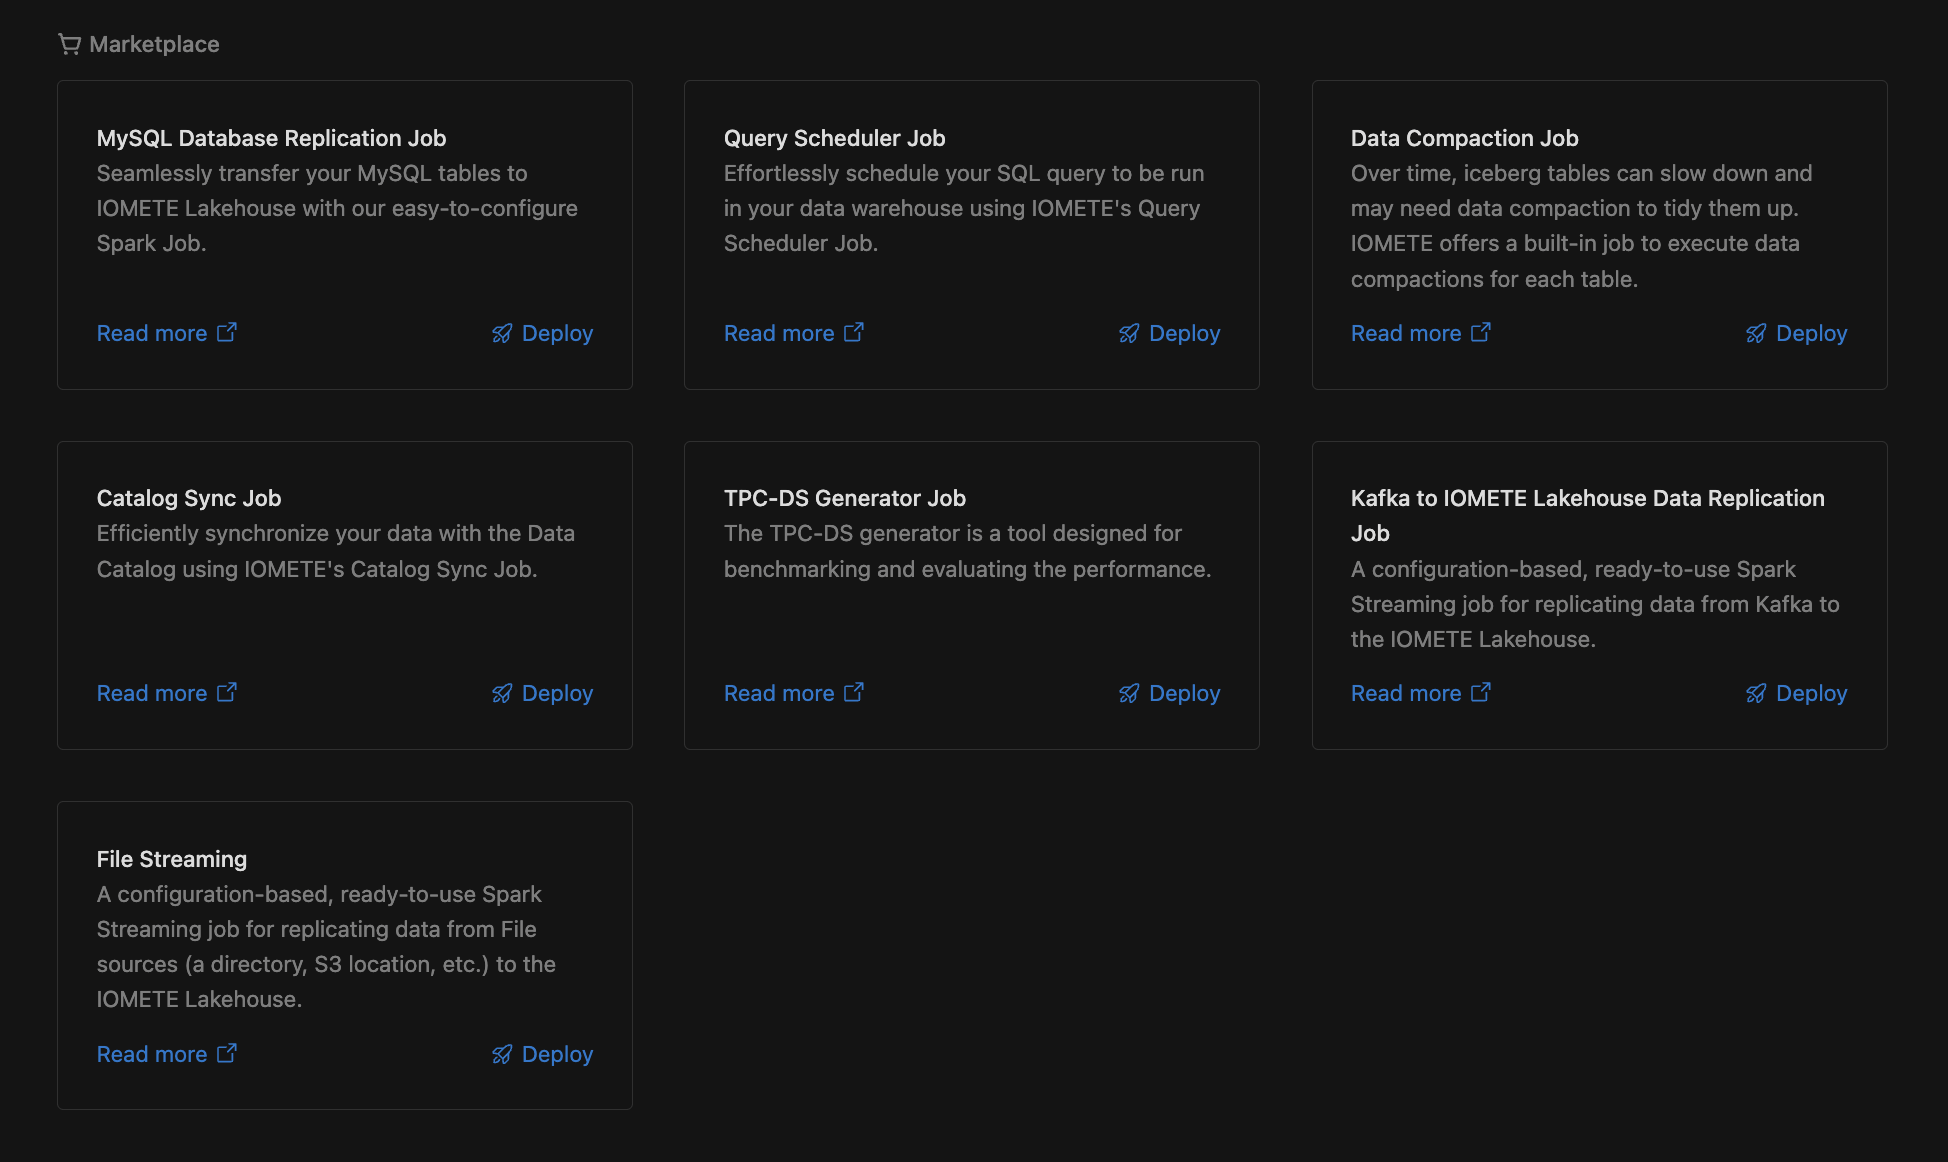 Marketplace
MySQL Database Replication Job
Seamlessly transfer your MySQL tables to
IOMETE Lakehouse with our easy-to-configure
Spark Job.
Read more
Deploy
Query Scheduler Job
Effortlessly schedule your SQL query to be run
in your data warehouse using IOMETE's Query
Scheduler Job.
Read more
Deploy
Data Compaction Job
Over time, iceberg tables can slow down and
may need data compaction to tidy them up.
IOMETE offers a built-in job to execute data
compactions for each table.
Read more
Deploy
Catalog Sync Job
Efficiently synchronize your data with the Data
Catalog using IOMETE's Catalog Sync Job.
Read more
Deploy
TPC-DS Generator Job
The TPC-DS generator is a tool designed for
benchmarking and evaluating the performance.
Read more
Deploy
Kafka to IOMETE Lakehouse Data Replication
Job
A configuration-based, ready-to-use Spark
Streaming job for replicating data from Kafka to
the IOMETE Lakehouse.
Read more
Deploy
File Streaming
A configuration-based, ready-to-use Spark
Streaming job for replicating data from File
sources (a directory, S3 location, etc.) to the
IOMETE Lakehouse.
Read more
Deploy